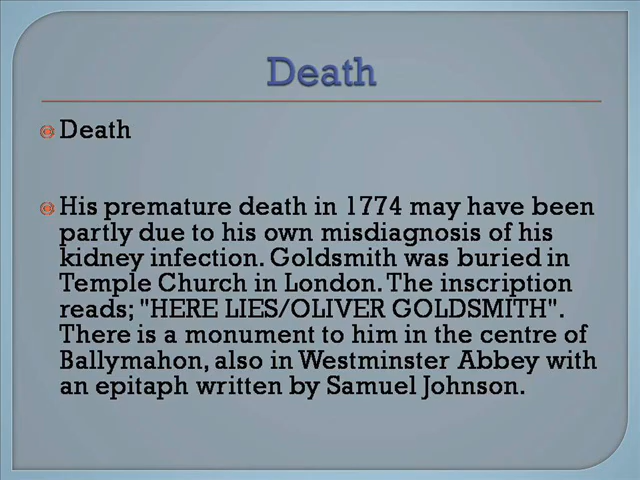 Death
Death
His premature death in 1774 may have been
partly due to his own misdiagnosis of his
kidney infection. Goldsmith was buried in
Temple Church in London. The inscription
reads; "HERE LIES/OLIVER GOLDSMITH".
There is a monument to him in the centre of
Ballymahon, also in Westminster Abbey with
an epitaph written by Samuel Johnson.